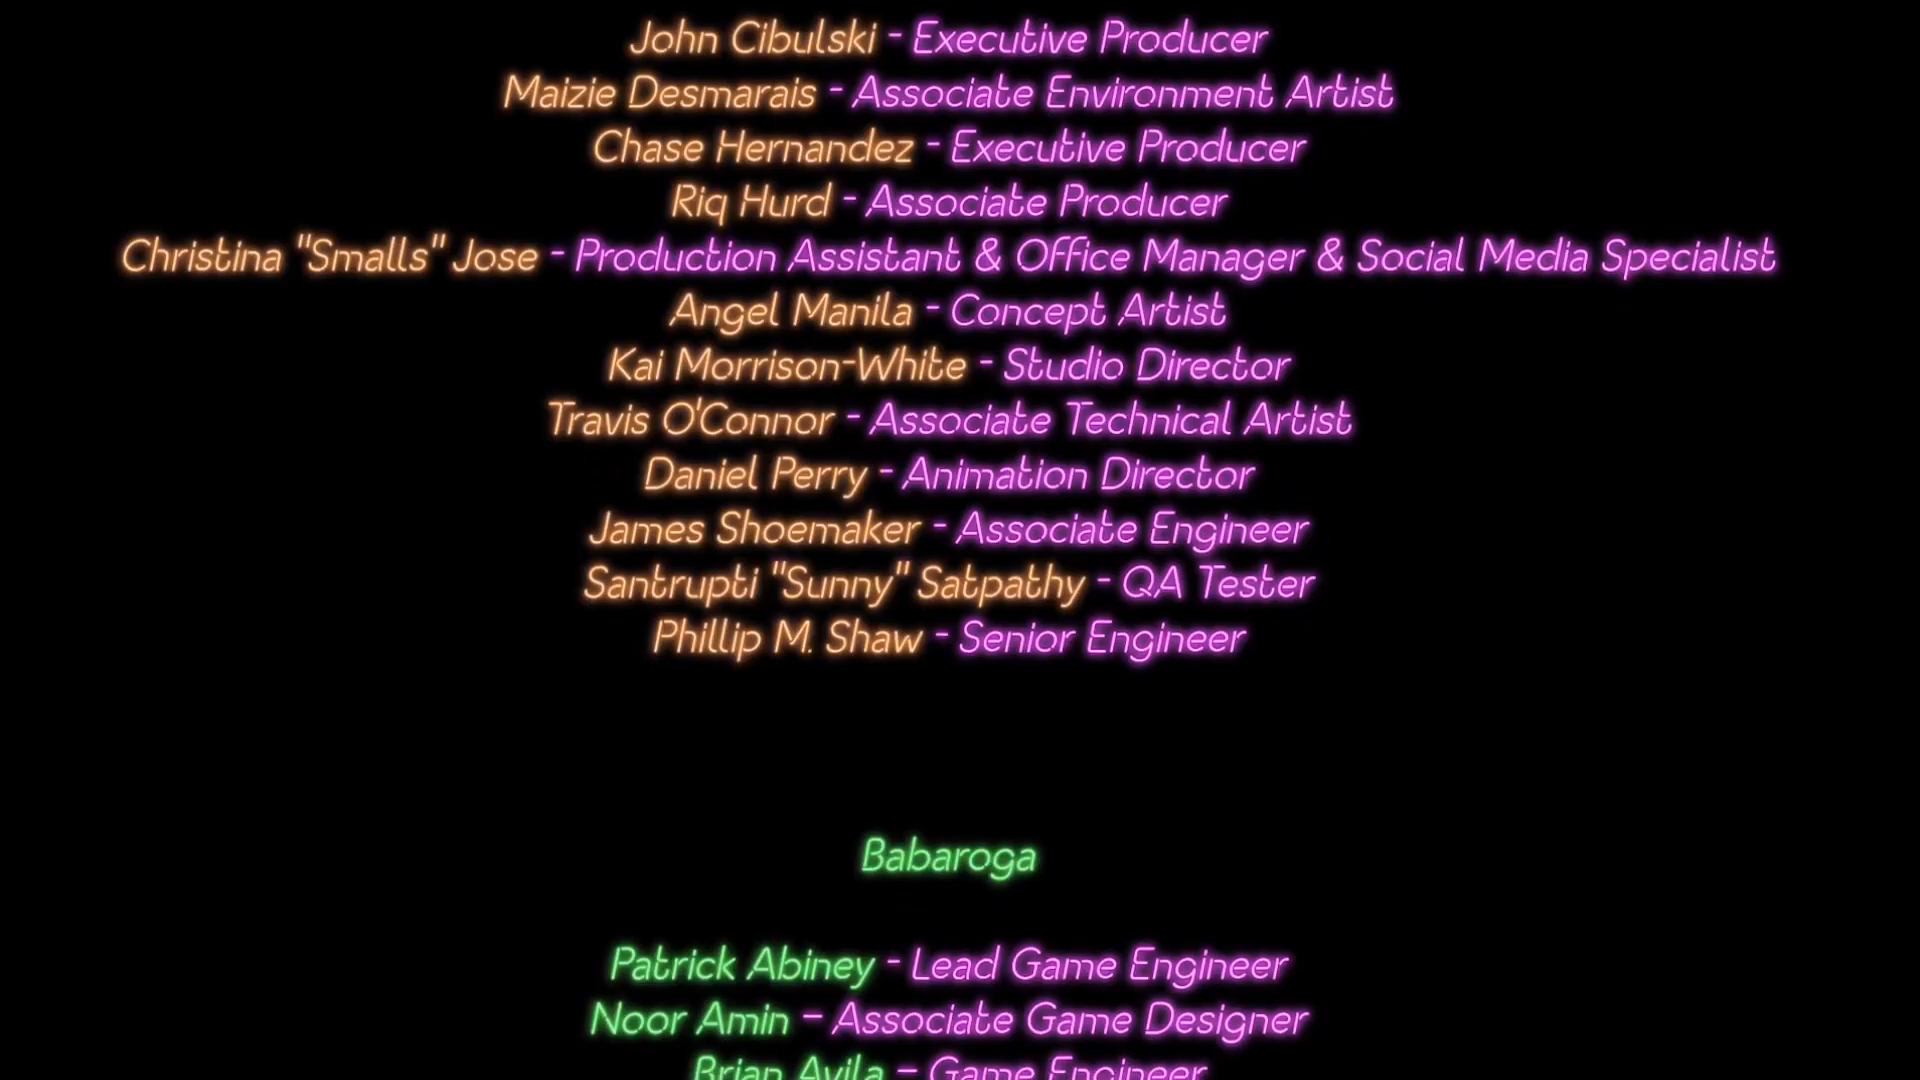 John Cibulski - Executive Producer
Maizie Desmarais - Associate Environment Artist
Chase Hernandez - Executive Producer
Riq Hurd - Associate Producer
Christina "Smalls" Jose - Production Assistant & Office Manager & Social Media Specialist
Angel Manila - Concept Artist
Kai Morrison-White - Studio Director
Travis O'Connor - Associate Technical Artist
Daniel Perry - Animation Director
James Shoemaker - Associate Engineer
Santrupti "Sunny" Satpathy - QA Tester
Phillip M. Shaw - Senior Engineer
Babaroga
Patrick Abiney - Lead Game Engineer
Noor Amin – Associate Game Designer
Brian Avila – Game Engineer